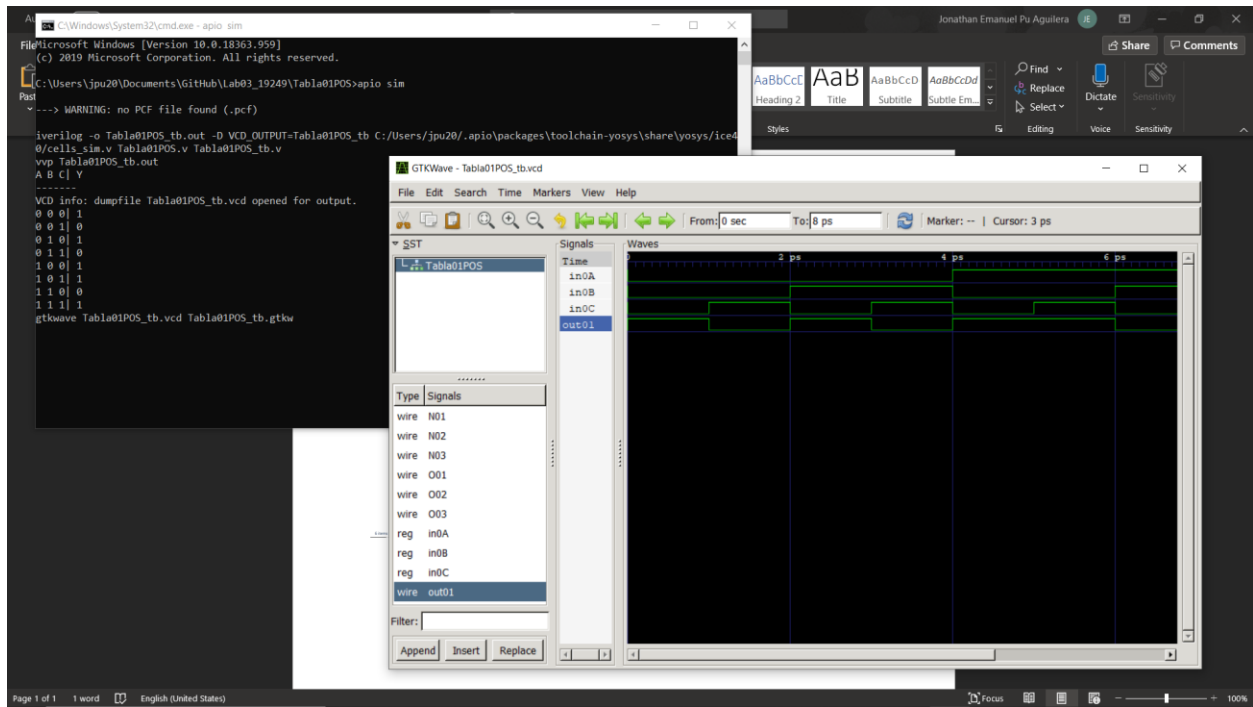 Au
C:\Windows\System32\cmd.exe - apio sim
Jonathan Emanuel Pu Aguilera
JE
File
Share
Comments
Microsoft Windows [Version 10.0.18363.959]
(c) 2019 Microsoft Corporation. All rights reserved.
C:\Users\jpu20\Documents\GitHub\Lab03_19249\Tabla01POS>apio sim
---> WARNING: no PCF file found (.pcf)
iverilog -o Tabla01POS_tb.out -D VCD_OUTPUT=Tabla01POS_tb C:/Users/jpu20/.apio\packages\toolchain-yosys\share\yosys/ice4
0/cells_sim.v Tabla01POS.v Tabla01POS_tb.v
vvp Tabla01POS_tb.out
A B C| Y
-------
VCD info: dumpfile Tabla01POS_tb.vcd opened for output.
0 0 0| 1
0 0 1| 0
0 1 0| 1
0 1 1| 0
1 0 0| 1
1 0 1| 1
1 1 0| 0
1 1 1| 1
gtkwave Tabla01POS_tb.vcd Tabla01POS_tb.gtkw
Past
AaBbCcE AaB AaBbCcD AaBbCcDd
Heading 2 Title Subtitle Subtle Em...
Find
Replace
Select
Dictate
Sensitivity
Styles Editing Voice Sensitivity
GTKWave - Tabla01POS_tb.vcd
File Edit Search Time Markers View Help
From: 0 sec To: 8 ps Marker: -- | Cursor: 3 ps
SST
Tabla01POS
Signals
Time
in0A
in0B
in0C
out01
Waves
2 ps 4 ps 6 ps
Type Signals
wire N01
wire N02
wire N03
wire O01
wire O02
wire O03
reg in0A
reg in0B
reg in0C
wire out01
Filter:
Append Insert Replace
Page 1 of 1 1 word English (United States) Focus 100%